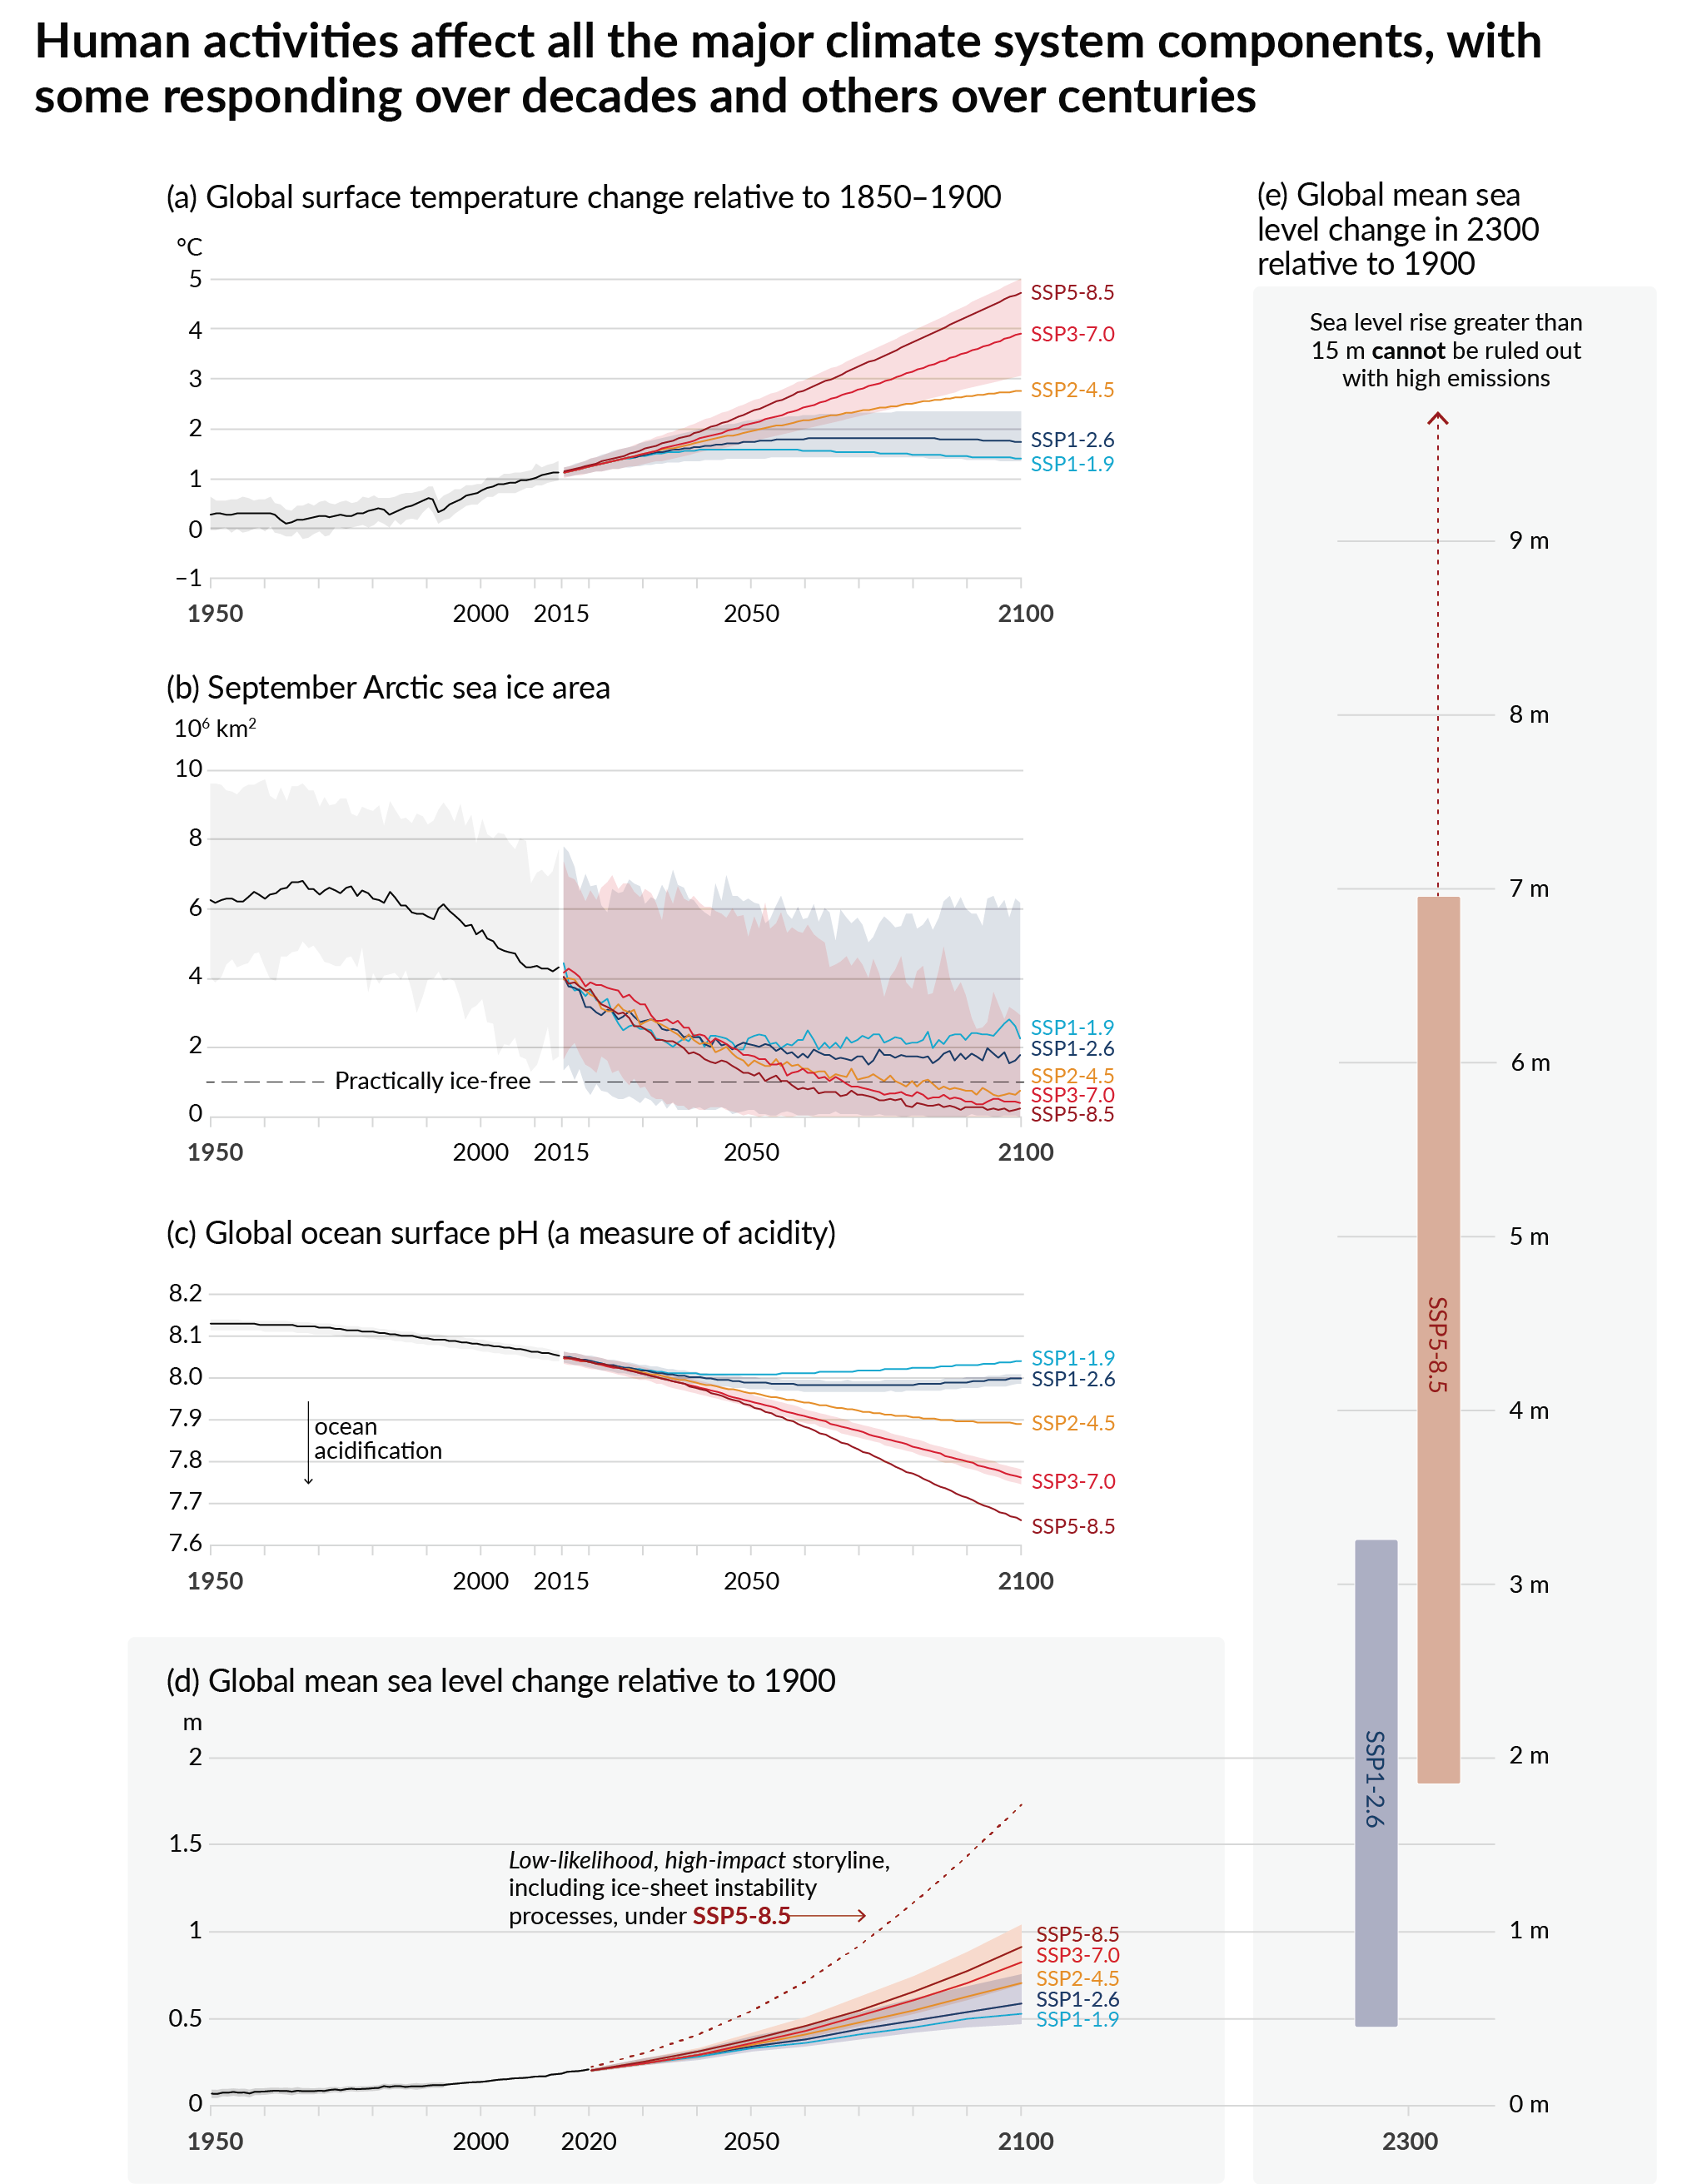 Human activities affect all the major climate system components, with
some responding over decades and others over centuries
(a) Global surface temperature change relative to 1850–1900
°C
5
4
3
2
1
0
–1
SSP5-8.5
SSP3-7.0
SSP2-4.5
SSP1-2.6
SSP1-1.9
1950
2000
2015
2050
2100
(b) September Arctic sea ice area
10⁶ km²
10
8
6
4
2
0
Practically ice-free
SSP1-1.9
SSP1-2.6
SSP2-4.5
SSP3-7.0
SSP5-8.5
1950
2000
2015
2050
2100
(c) Global ocean surface pH (a measure of acidity)
8.2
8.1
8.0
7.9
7.8
7.7
7.6
ocean
acidification
SSP1-1.9
SSP1-2.6
SSP2-4.5
SSP3-7.0
SSP5-8.5
1950
2000
2015
2050
2100
(d) Global mean sea level change relative to 1900
m
2
1.5
1
0.5
0
Low-likelihood, high-impact storyline,
including ice-sheet instability
processes, under SSP5-8.5
SSP5-8.5
SSP3-7.0
SSP2-4.5
SSP1-2.6
SSP1-1.9
1950
2000
2020
2050
2100
(e) Global mean sea
level change in 2300
relative to 1900
Sea level rise greater than
15 m cannot be ruled out
with high emissions
9 m
8 m
7 m
6 m
5 m
4 m
3 m
2 m
1 m
0 m
SSP5-8.5
SSP1-2.6
2300